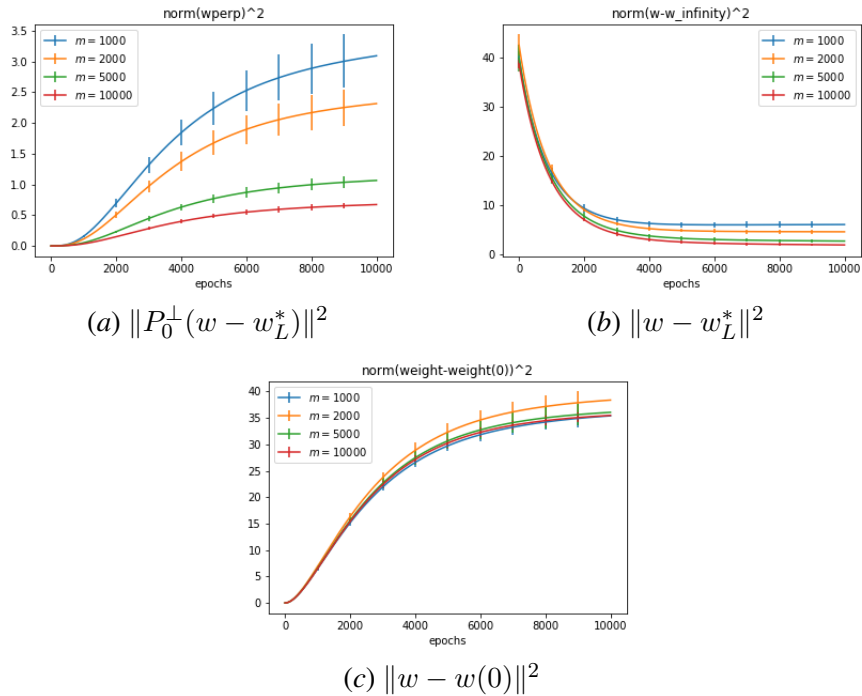 norm(wperp)^2
3.5
3.0
2.5
2.0
1.5
1.0
0.5
0.0
m = 1000
m = 2000
m = 5000
m = 10000
0 2000 4000 6000 8000 10000
epochs
(a) ‖P₀^⊥(w − w_L^*)‖²
norm(w-w_infinity)^2
40
30
20
10
0
m = 1000
m = 2000
m = 5000
m = 10000
0 2000 4000 6000 8000 10000
epochs
(b) ‖w − w_L^*‖²
norm(weight-weight(0))^2
40
35
30
25
20
15
10
5
0
m = 1000
m = 2000
m = 5000
m = 10000
0 2000 4000 6000 8000 10000
epochs
(c) ‖w − w(0)‖²